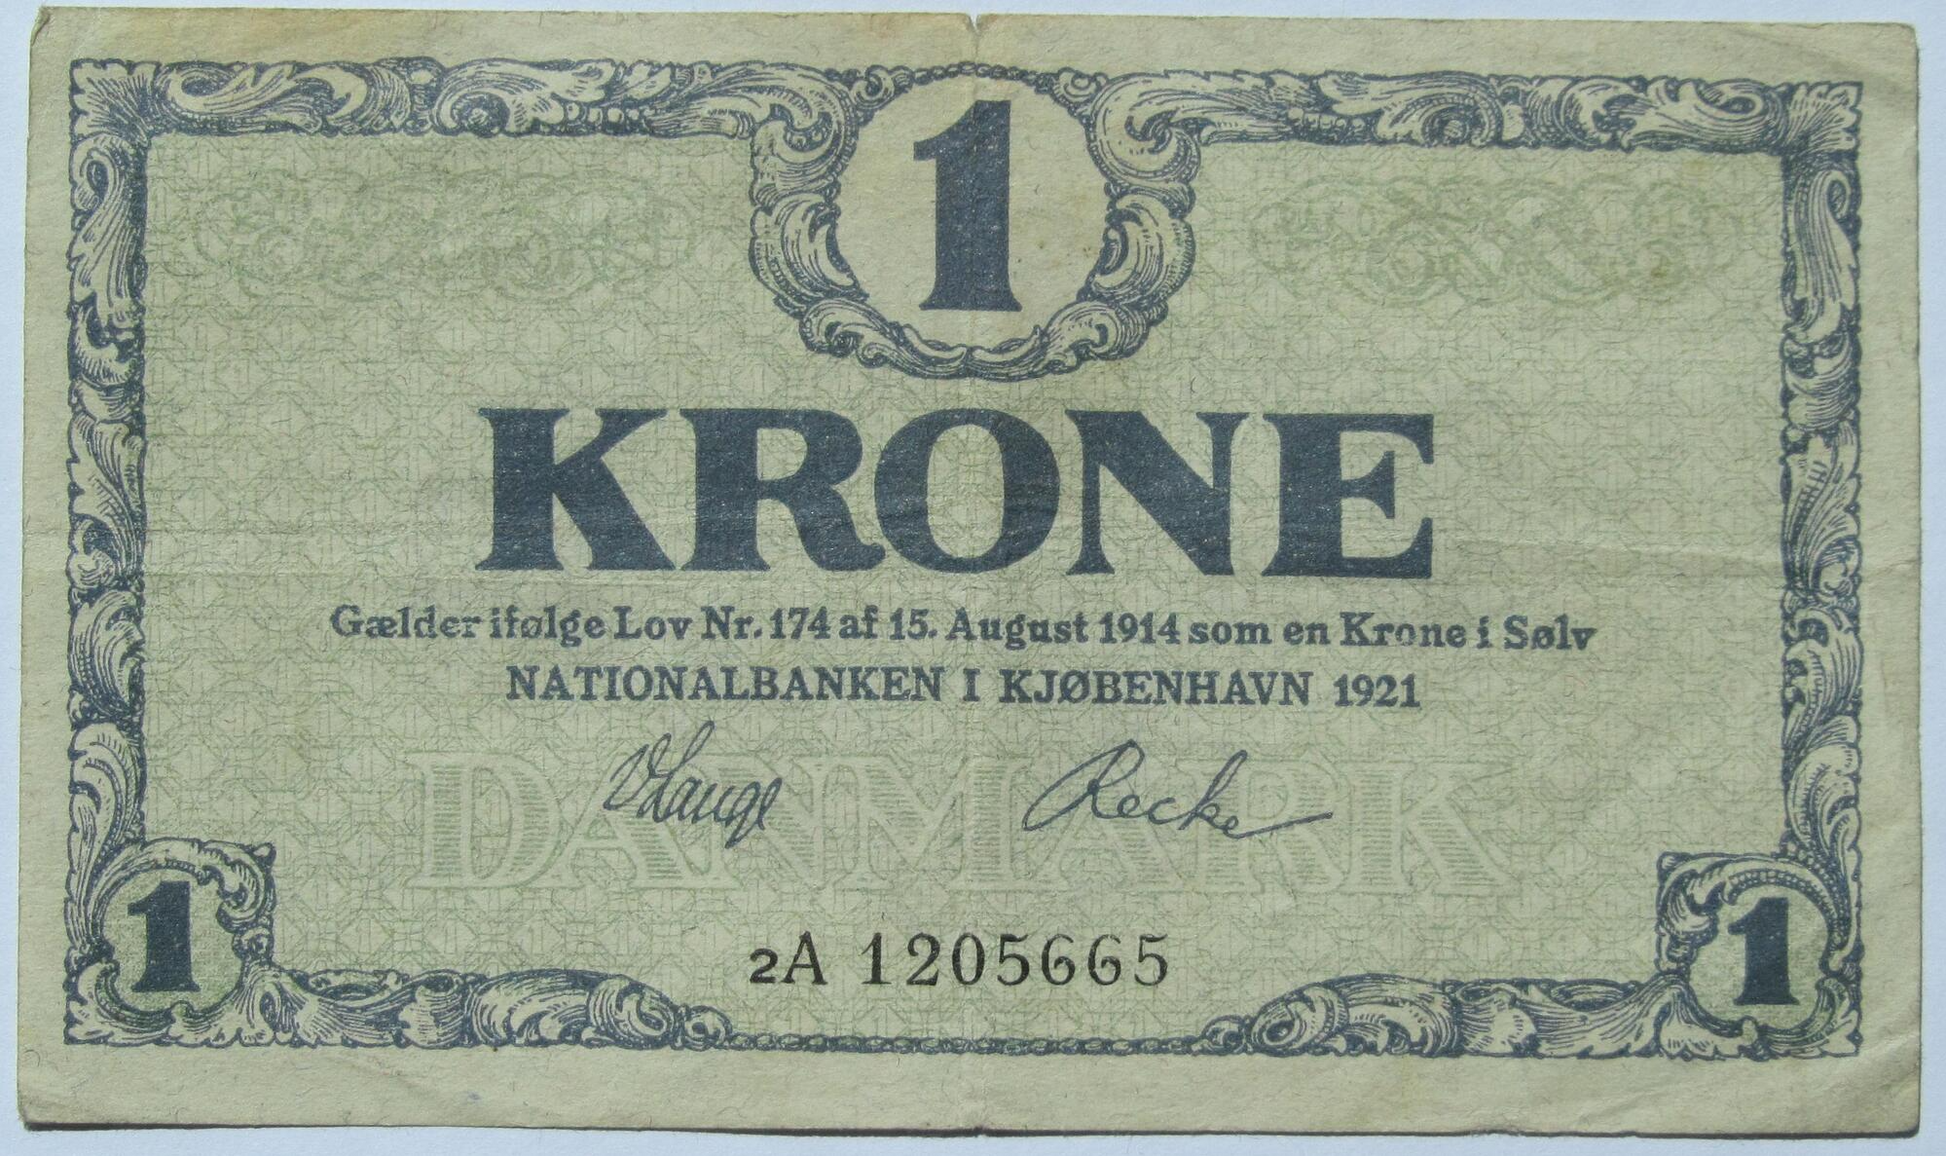 1
KRONE
Gælder ifølge Lov Nr. 174 af 15. August 1914 som en Krone i Sølv
NATIONALBANKEN I KJØBENHAVN 1921
DANMARK
VLange Recke
1 2A 1205665 1